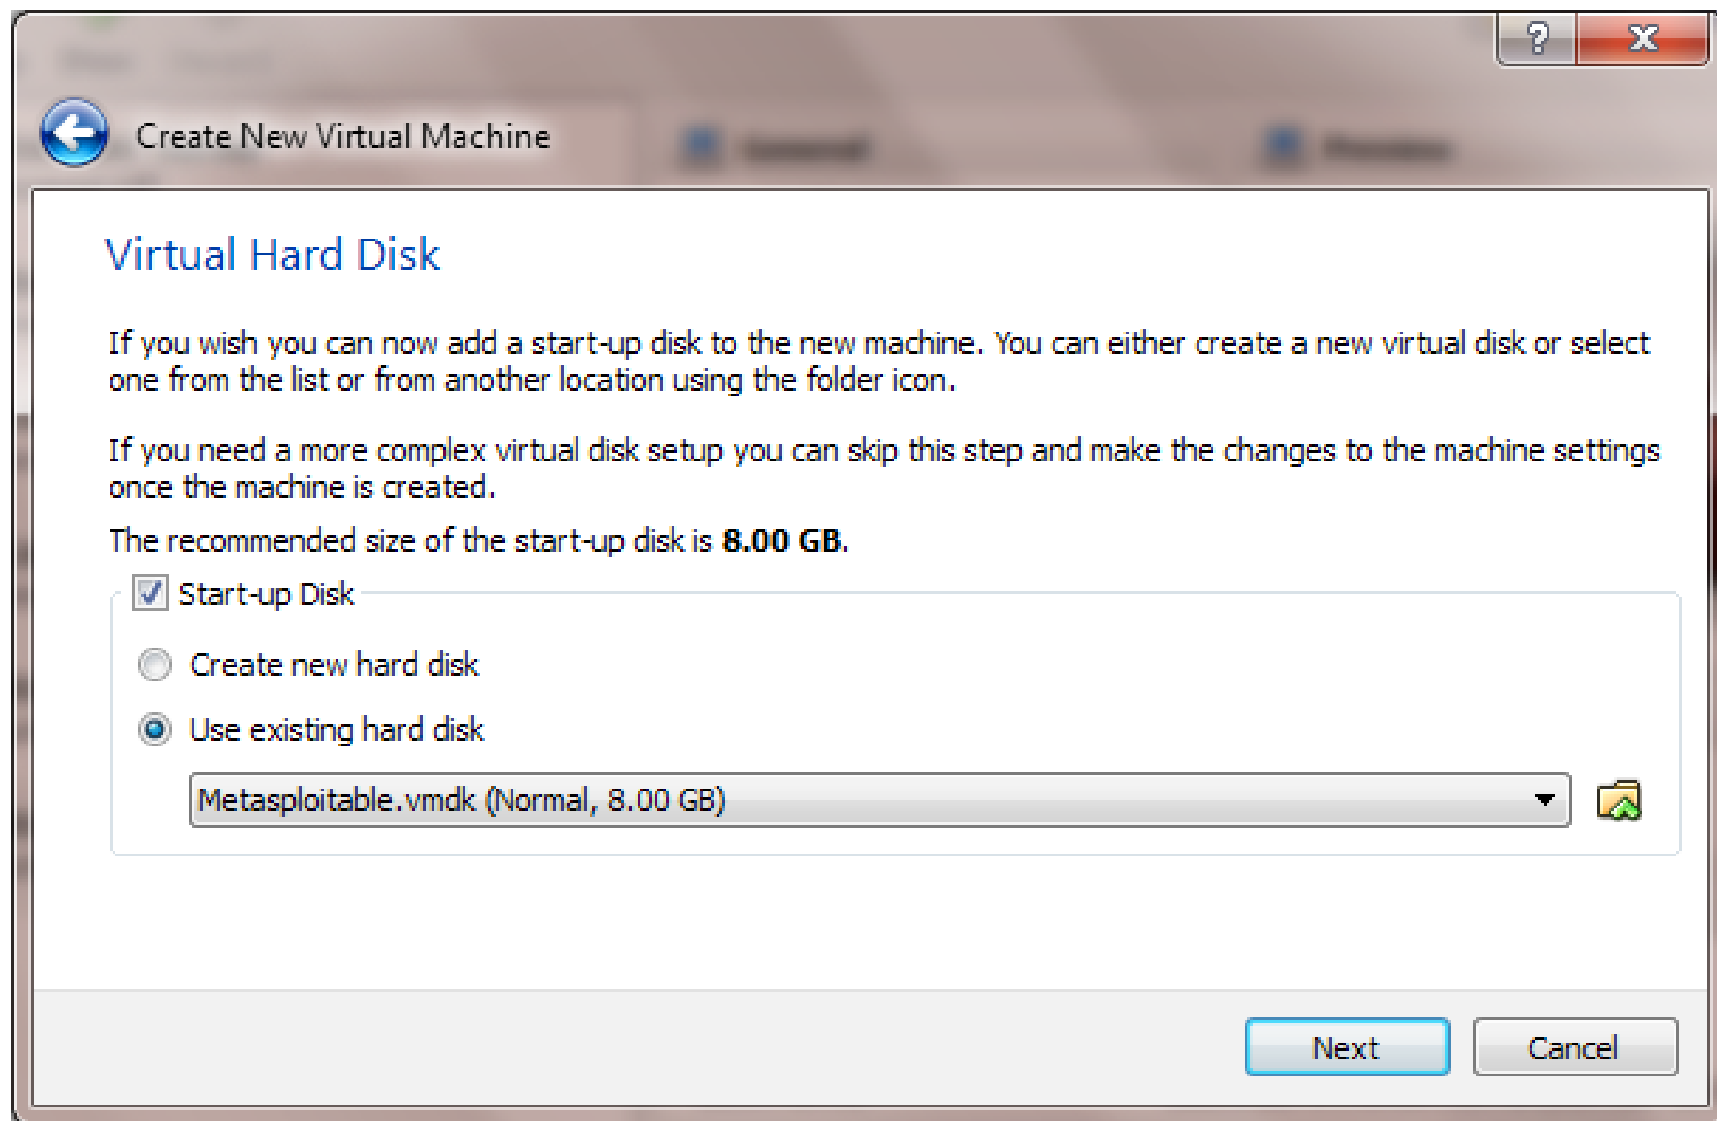 ?
Create New Virtual Machine
Virtual Hard Disk
If you wish you can now add a start-up disk to the new machine. You can either create a new virtual disk or select
one from the list or from another location using the folder icon.
If you need a more complex virtual disk setup you can skip this step and make the changes to the machine settings
once the machine is created.
The recommended size of the start-up disk is 8.00 GB.
Start-up Disk
Create new hard disk
Use existing hard disk
Metasploitable.vmdk (Normal, 8.00 GB)
Next
Cancel